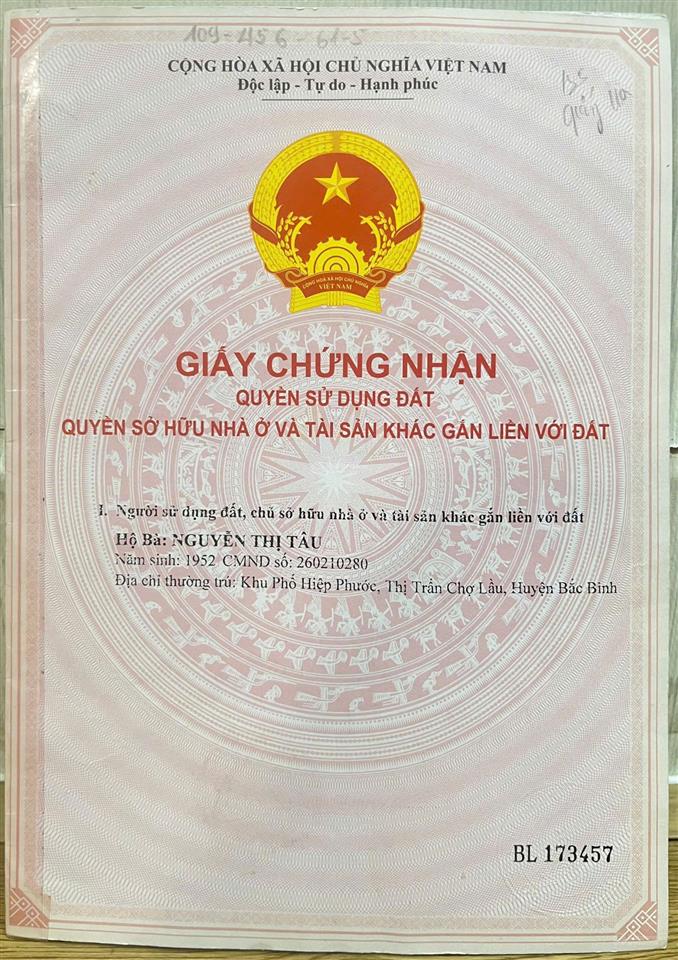 109-456-61-5
CỘNG HÒA XÃ HỘI CHỦ NGHĨA VIỆT NAM
Độc lập - Tự do - Hạnh phúc
giấy
CỘNG HÒA XÃ HỘI CHỦ NGHĨA
VIỆT NAM
GIẤY CHỨNG NHẬN
QUYỀN SỬ DỤNG ĐẤT
QUYỀN SỞ HỮU NHÀ Ở VÀ TÀI SẢN KHÁC GẮN LIỀN VỚI ĐẤT
I. Người sử dụng đất, chủ sở hữu nhà ở và tài sản khác gắn liền với đất
Hộ Bà: NGUYỄN THỊ TÂU
Năm sinh: 1952 CMND số: 260210280
Địa chỉ thường trú: Khu Phố Hiệp Phước, Thị Trấn Chợ Lầu, Huyện Bắc Bình
BL 173457